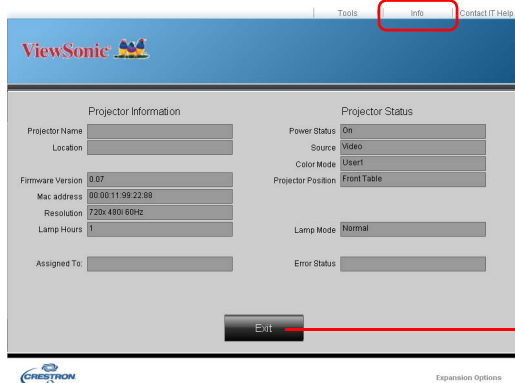 Tools Info Contact IT Help
ViewSonic
Projector Information
Projector Name
Location
Firmware Version 0.07
Mac address 00:00:11:99:22:88
Resolution 720x 480i 60Hz
Lamp Hours 1
Assigned To:
Projector Status
Power Status On
Source Video
Color Mode User1
Projector Position Front Table
Lamp Mode Normal
Error Status
Exit
CRESTRON
Expansion Options